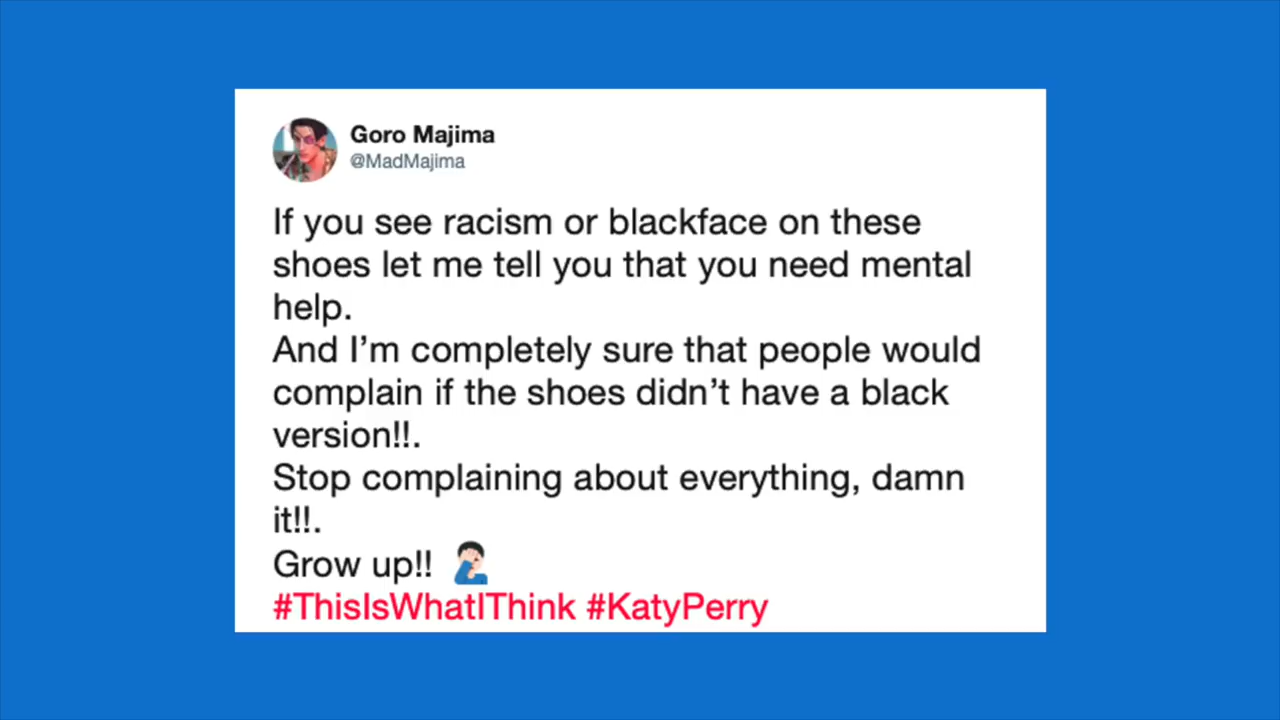 Goro Majima
@MadMajima
If you see racism or blackface on these
shoes let me tell you that you need mental
help.
And I’m completely sure that people would
complain if the shoes didn’t have a black
version!!.
Stop complaining about everything, damn
it!!.
Grow up!! 🤦🏻‍♂️
#ThisIsWhatIThink #KatyPerry